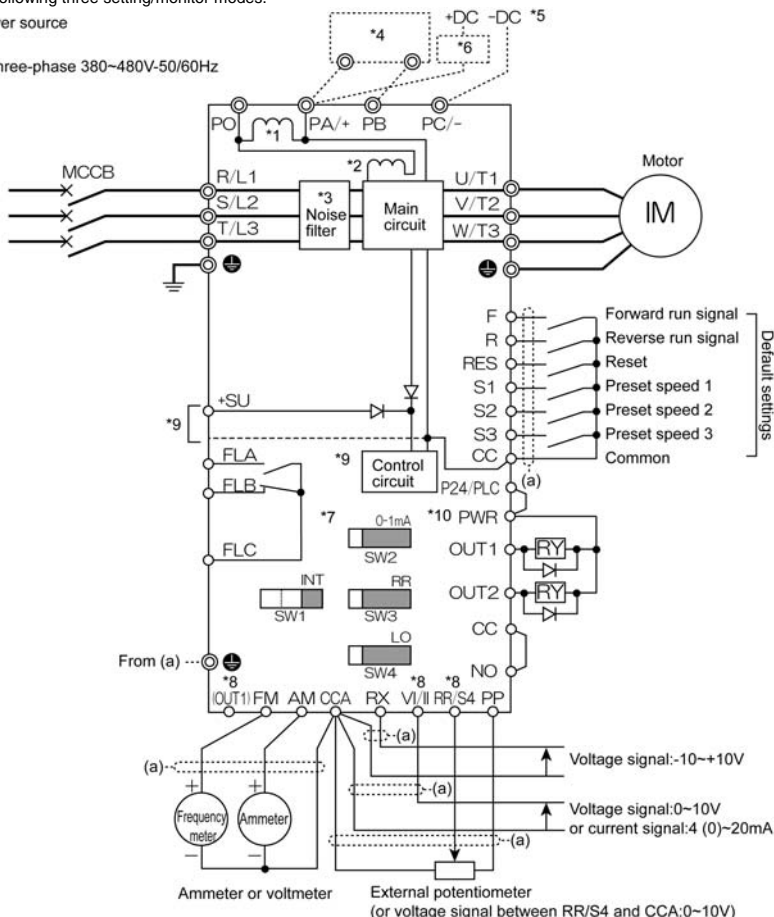 ollowing three setting/monitor modes.
er source
*4
+DC -DC *5
*6
hree-phase 380~480V-50/60Hz
PO PA/+ PB PC/-
*1
*2
MCCB
R/L1
S/L2
T/L3
*3
Noise
filter
Main
circuit
U/T1
V/T2
W/T3
Motor
IM
F Forward run signal
R Reverse run signal
RES Reset
S1 Preset speed 1
S2 Preset speed 2
S3 Preset speed 3
CC Common
Default settings
+SU
*9
FLA
FLB
FLC
*9
Control
circuit
P24/PLC
(a)
*7
*10 PWR
0-1mA
SW2
OUT1 RY
INT
SW1
RR
SW3
OUT2 RY
LO
SW4
CC
NO
From (a)
*8 *8 *8
(OUT1) FM AM CCA RX VI/II RR/S4 PP
(a)
Voltage signal:-10~+10V
(a)
(a)
Voltage signal:0~10V
or current signal:4 (0)~20mA
(a)
+ +
Frequency
meter
Ammeter
- -
Ammeter or voltmeter
External potentiometer
(or voltage signal between RR/S4 and CCA:0~10V)